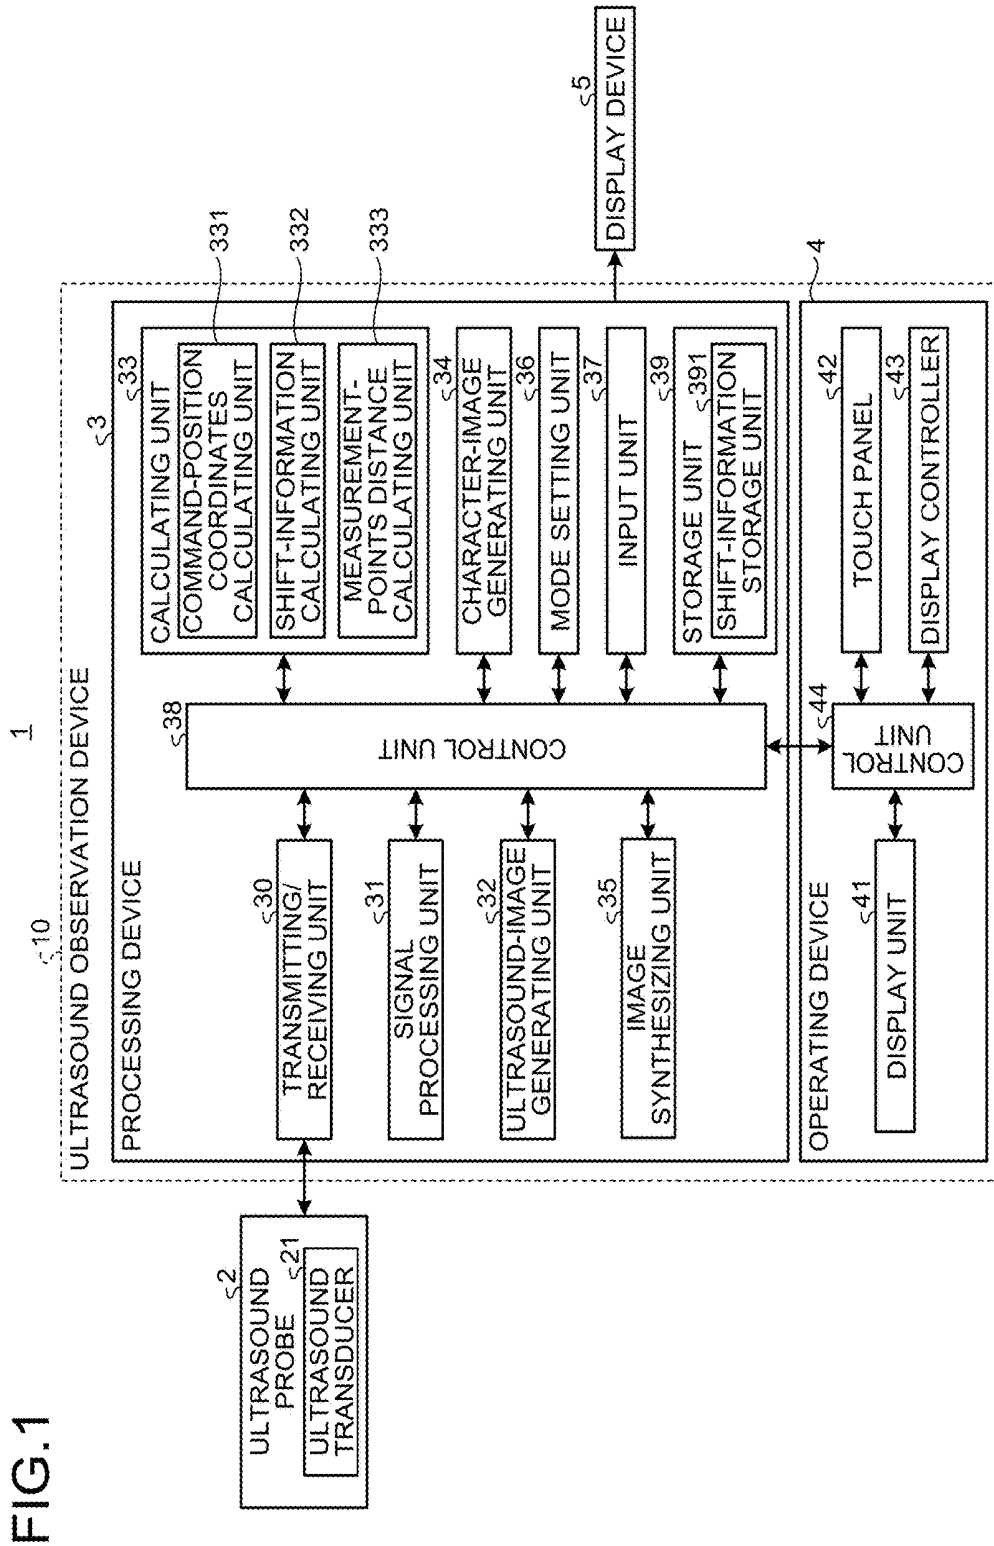 FIG.1
1
10
ULTRASOUND OBSERVATION DEVICE
3
PROCESSING DEVICE
2
ULTRASOUND
PROBE
21
ULTRASOUND
TRANSDUCER
30
TRANSMITTING/
RECEIVING UNIT
31
SIGNAL
PROCESSING UNIT
32
ULTRASOUND-IMAGE
GENERATING UNIT
35
IMAGE
SYNTHESIZING UNIT
38
CONTROL UNIT
33
CALCULATING UNIT
331
COMMAND-POSITION
COORDINATES
CALCULATING UNIT
332
SHIFT-INFORMATION
CALCULATING UNIT
333
MEASUREMENT-
POINTS DISTANCE
CALCULATING UNIT
34
CHARACTER-IMAGE
GENERATING UNIT
36
MODE SETTING UNIT
37
INPUT UNIT
39
STORAGE UNIT
391
SHIFT-INFORMATION
STORAGE UNIT
5
DISPLAY DEVICE
4
OPERATING DEVICE
41
DISPLAY UNIT
44
CONTROL
UNIT
42
TOUCH PANEL
43
DISPLAY CONTROLLER